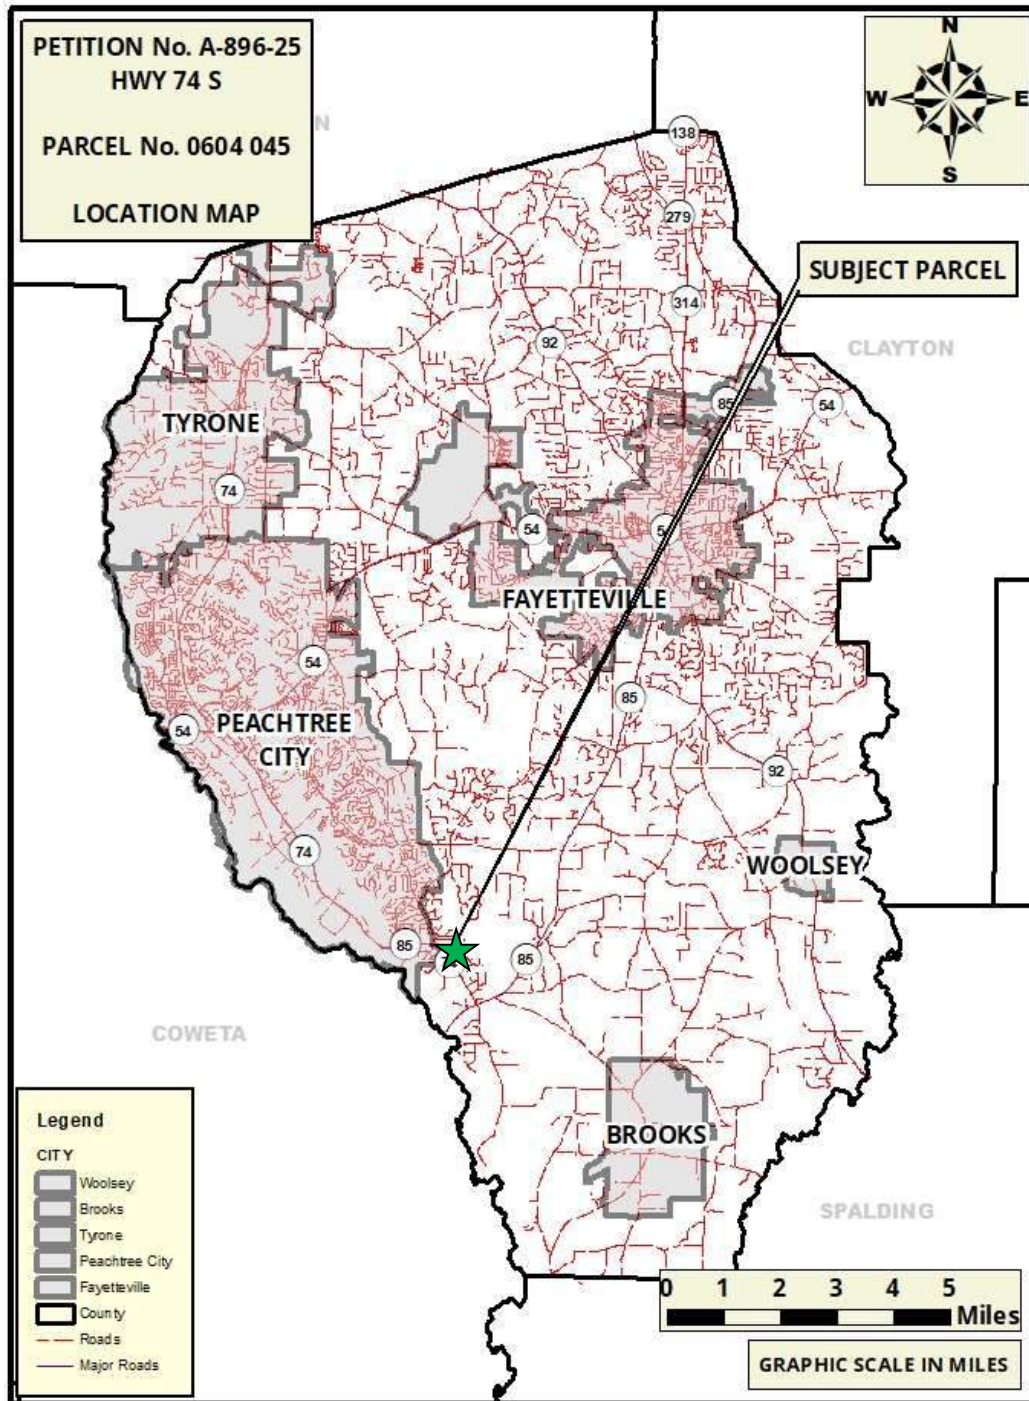 PETITION No. A-896-25
HWY 74 S
PARCEL No. 0604 045
LOCATION MAP
N
W
E
S
N
138
279
SUBJECT PARCEL
314
92
CLAYTON
85
54
TYRONE
74
54
FAYETTEVILLE
54
85
PEACHTREE
CITY
54
92
74
WOOLSEY
85
85
COWETA
BROOKS
SPALDING
Legend
CITY
Woolsey
Brooks
Tyrone
Peachtree City
Fayetteville
County
Roads
Major Roads
0 1 2 3 4 5
Miles
GRAPHIC SCALE IN MILES